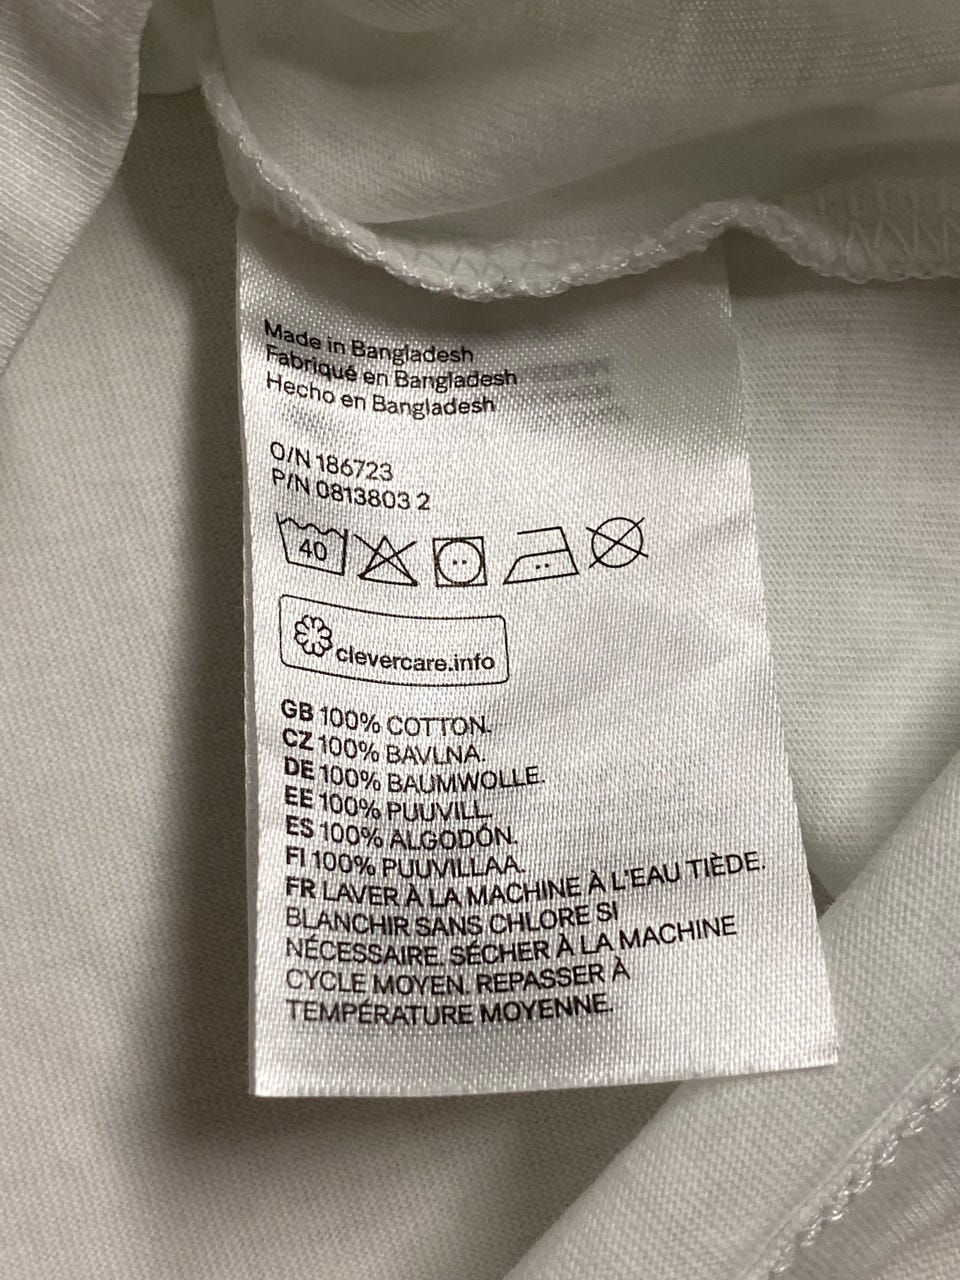 Made in Bangladesh
Fabriqué en Bangladesh
Hecho en Bangladesh
O/N 186723
P/N 0813803 2
40
clevercare.info
GB 100% COTTON.
CZ 100% BAVLNA.
DE 100% BAUMWOLLE.
EE 100% PUUVILL.
ES 100% ALGODÓN.
FI 100% PUUVILLAA.
FR LAVER À LA MACHINE À L'EAU TIÈDE.
BLANCHIR SANS CHLORE SI
NÉCESSAIRE. SÉCHER À LA MACHINE
CYCLE MOYEN. REPASSER À
TEMPÉRATURE MOYENNE.